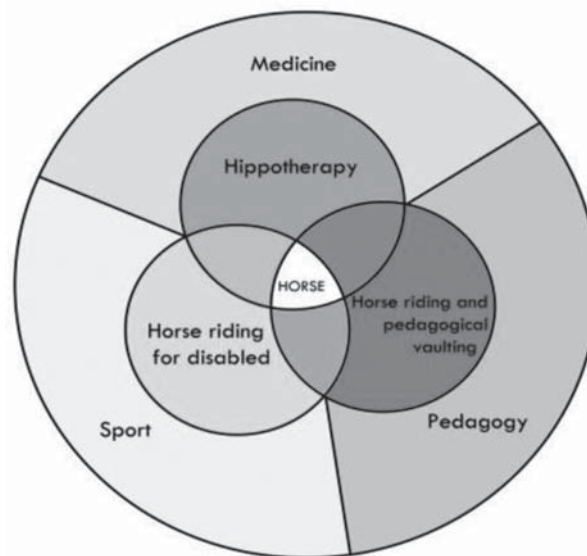 Medicine
Hippotherapy
HORSE
Horse riding and
pedagogical
vaulting
Horse riding
for disabled
Sport
Pedagogy